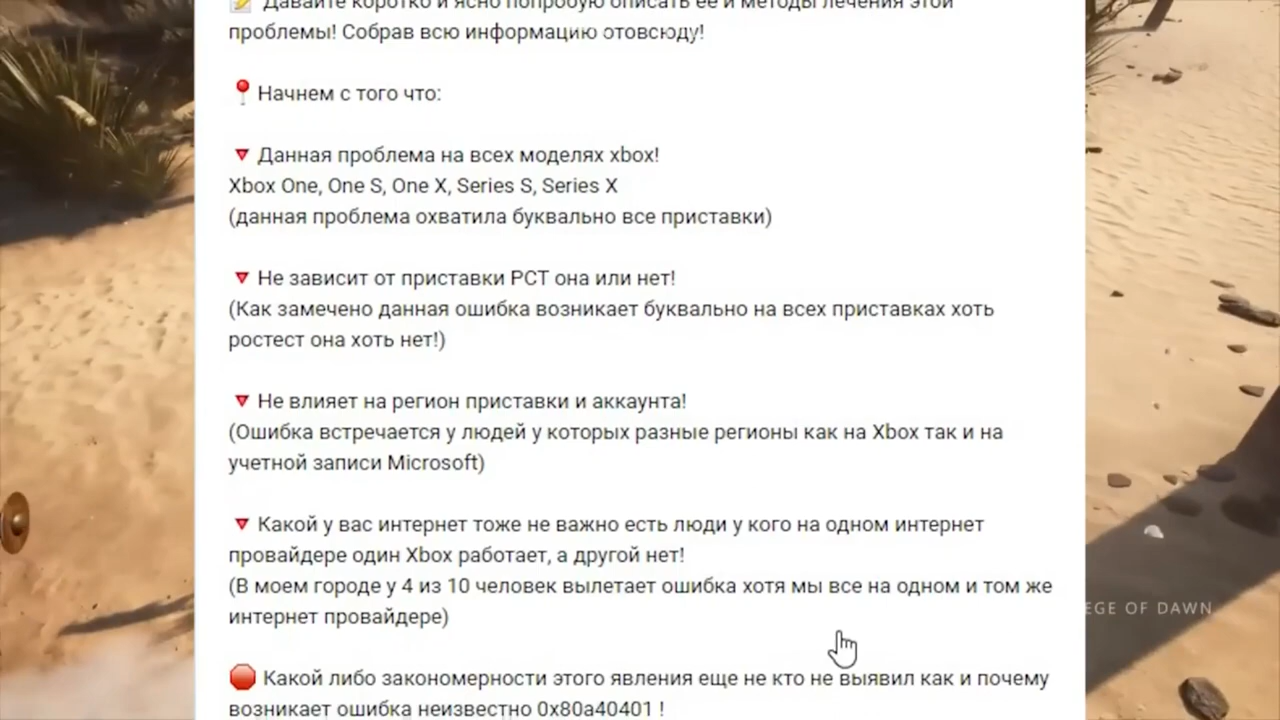 Давайте коротко и ясно попробую описать ее и методы лечения этой
проблемы! Собрав всю информацию отовсюду!
Начнем с того что:
Данная проблема на всех моделях xbox!
Xbox One, One S, One X, Series S, Series X
(данная проблема охватила буквально все приставки)
Не зависит от приставки РСТ она или нет!
(Как замечено данная ошибка возникает буквально на всех приставках хоть
ростест она хоть нет!)
Не влияет на регион приставки и аккаунта!
(Ошибка встречается у людей у которых разные регионы как на Xbox так и на
учетной записи Microsoft)
Какой у вас интернет тоже не важно есть люди у кого на одном интернет
провайдере один Xbox работает, а другой нет!
(В моем городе у 4 из 10 человек вылетает ошибка хотя мы все на одном и том же
интернет провайдере)
EGE OF DAWN
Какой либо закономерности этого явления еще не кто не выявил как и почему
возникает ошибка неизвестно 0x80a40401 !